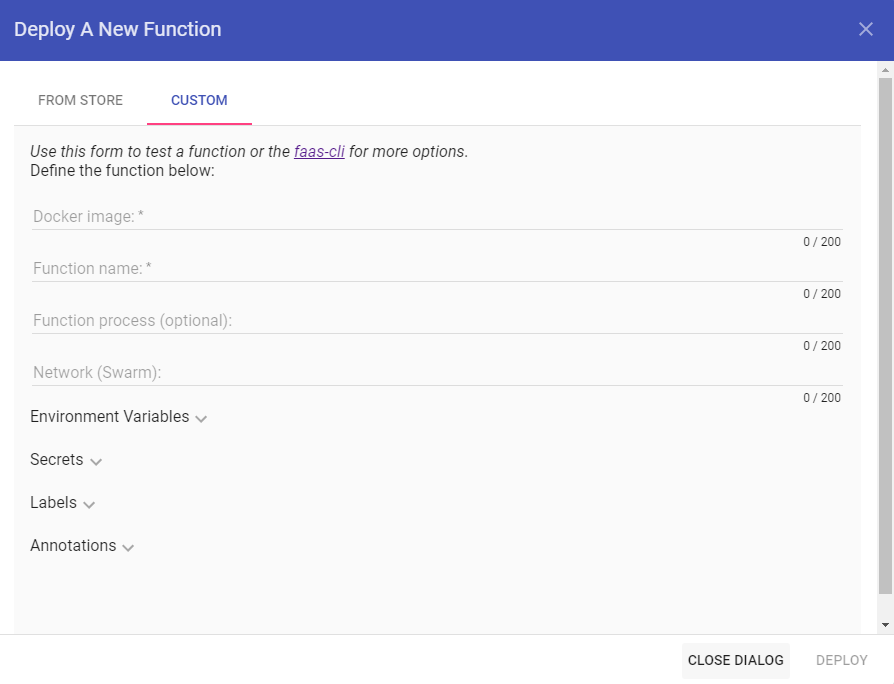 Deploy A New Function
FROM STORE
CUSTOM
Use this form to test a function or the faas-cli for more options.
Define the function below:
Docker image: *
0 / 200
Function name: *
0 / 200
Function process (optional):
0 / 200
Network (Swarm):
0 / 200
Environment Variables
Secrets
Labels
Annotations
CLOSE DIALOG
DEPLOY